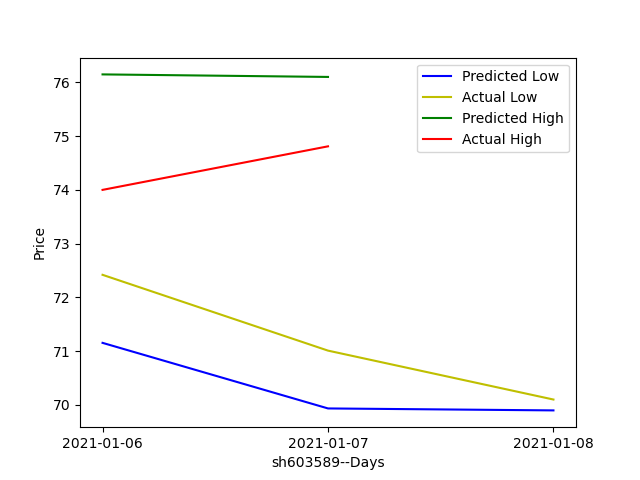 Predicted Low
Actual Low
Predicted High
Actual High
76
75
74
73
72
71
70
Price
2021-01-06
2021-01-07
2021-01-08
sh603589--Days